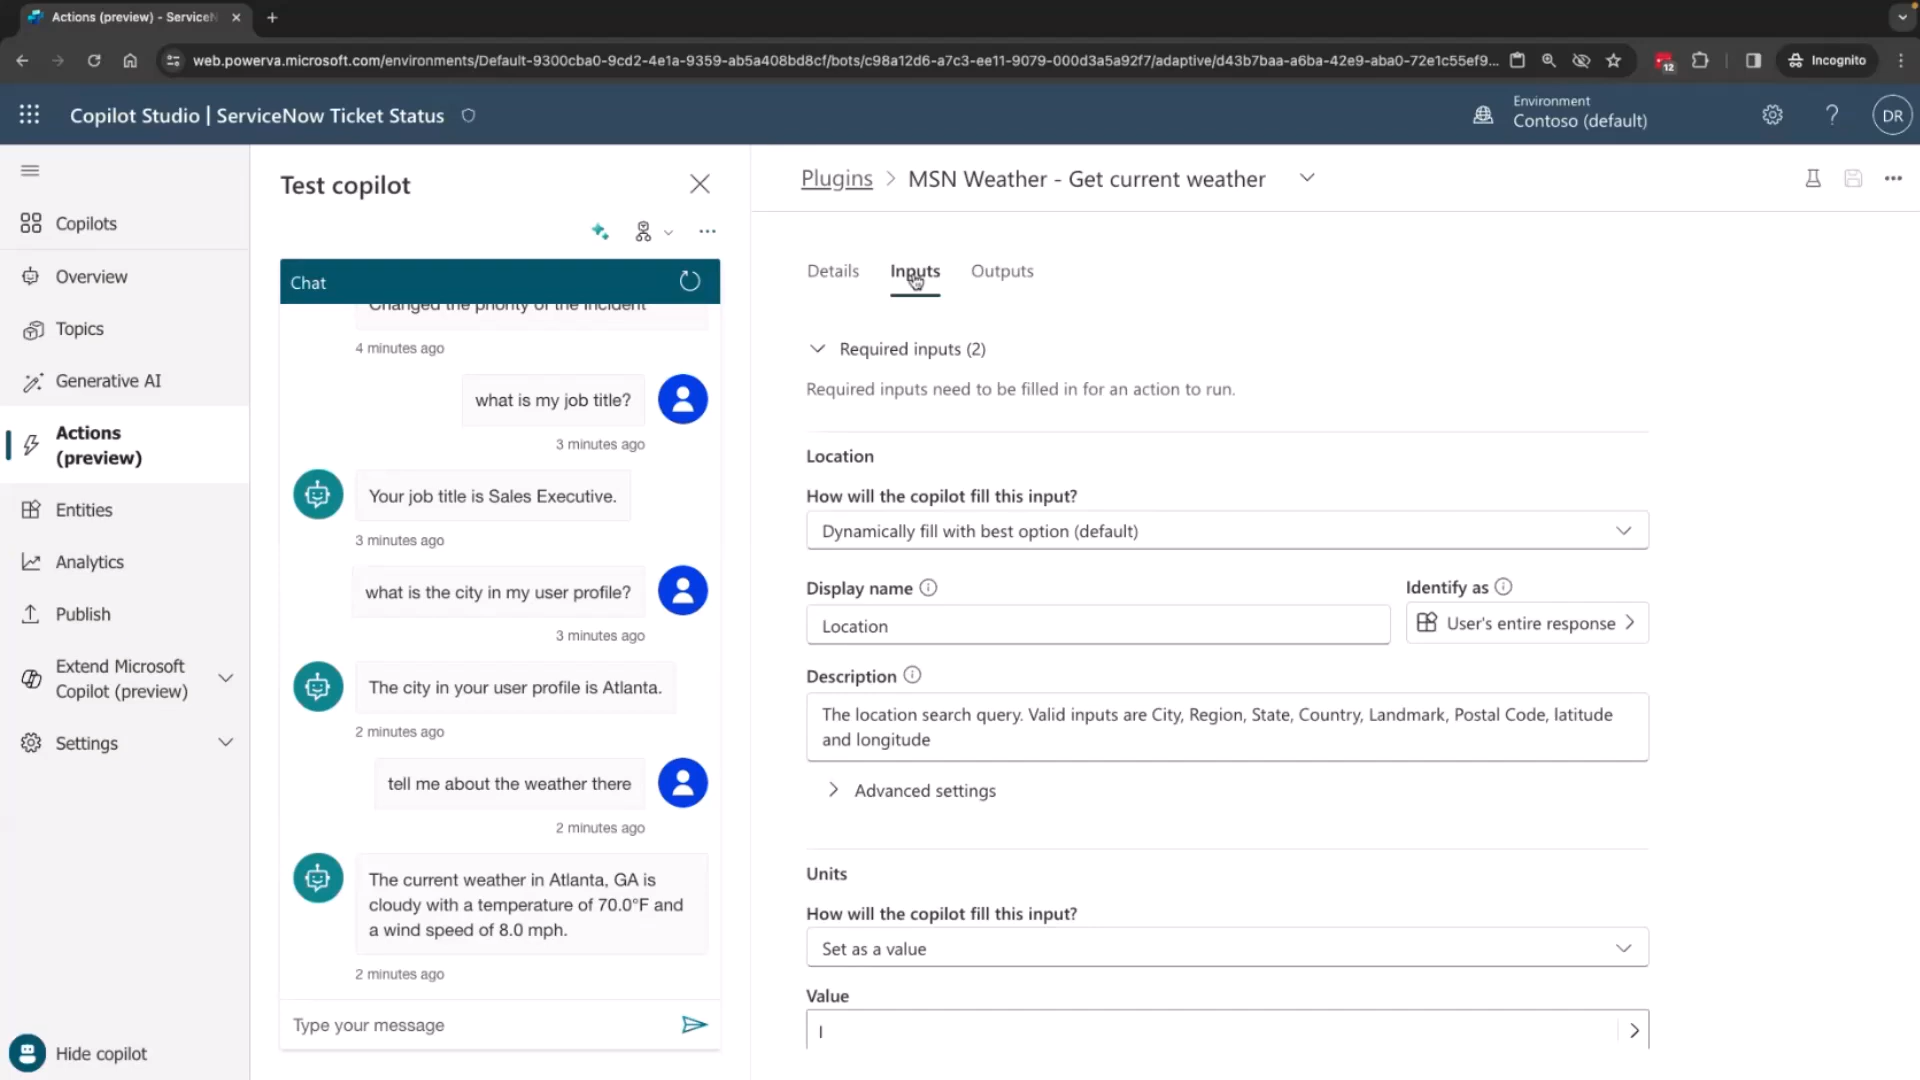 Actions (preview) - ServiceN
web.powerva.microsoft.com/environments/Default-9300cba0-9cd2-4e1a-9359-ab5a408bd8cf/bots/c98a12d6-a7c3-ee11-9079-000d3a5a92f7/adaptive/d43b7baa-a6ba-42e9-aba0-72e1c55ef9...
12
Incognito
Copilot Studio | ServiceNow Ticket Status
Environment
Contoso (default)
?
DR
Copilots
Overview
Topics
Generative AI
Actions
(preview)
Entities
Analytics
Publish
Extend Microsoft
Copilot (preview)
Settings
Hide copilot
Test copilot
Chat
Changed the priority of the incident
4 minutes ago
what is my job title?
3 minutes ago
Your job title is Sales Executive.
3 minutes ago
what is the city in my user profile?
3 minutes ago
The city in your user profile is Atlanta.
2 minutes ago
tell me about the weather there
2 minutes ago
The current weather in Atlanta, GA is
cloudy with a temperature of 70.0°F and
a wind speed of 8.0 mph.
2 minutes ago
Type your message
Plugins > MSN Weather - Get current weather
Details Inputs Outputs
Required inputs (2)
Required inputs need to be filled in for an action to run.
Location
How will the copilot fill this input?
Dynamically fill with best option (default)
Display name
Identify as
Location
User's entire response
Description
The location search query. Valid inputs are City, Region, State, Country, Landmark, Postal Code, latitude
and longitude
Advanced settings
Units
How will the copilot fill this input?
Set as a value
Value
I